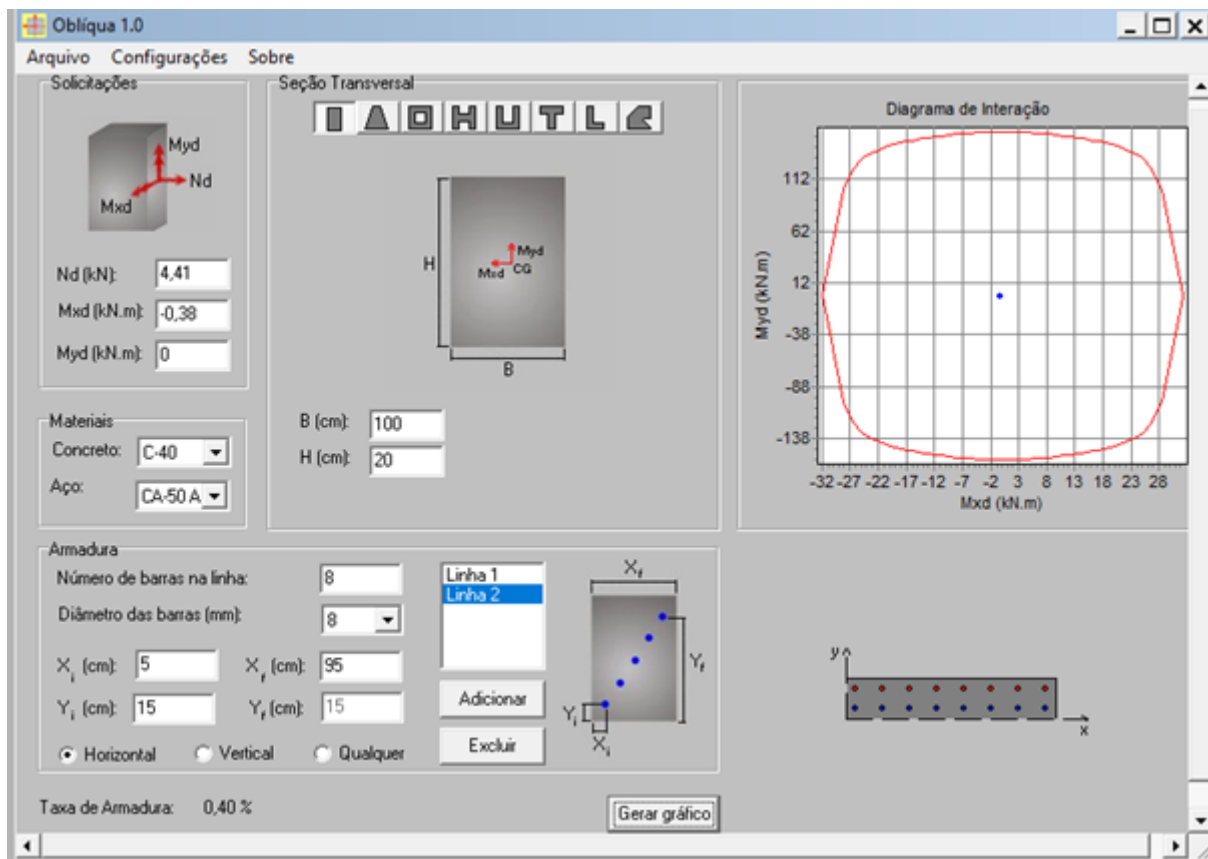 Oblíqua 1.0
Arquivo Configurações Sobre
Solicitações
Myd
Nd
Mxd
Nd (kN): 4,41
Mxd (kN.m): -0,38
Myd (kN.m): 0
Materiais
Concreto: C-40
Aço: CA-50 A
Seção Transversal
H
Myd
Mxd CG
B
B (cm): 100
H (cm): 20
Diagrama de Interação
Myd (kN.m)
112
62
12
-38
-88
-138
-32 -27 -22 -17 -12 -7 -2 3 8 13 18 23 28
Mxd (kN.m)
Armadura
Número de barras na linha: 8
Diâmetro das barras (mm): 8
Xi (cm): 5 Xf (cm): 95
Yi (cm): 15 Yf (cm): 15
Horizontal Vertical Qualquer
Linha 1
Linha 2
Adicionar
Excluir
Xf
Yf
Yi
Xi
y
x
Taxa de Armadura: 0,40 %
Gerar gráfico